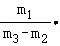 m₁
m₃ − m₂ •